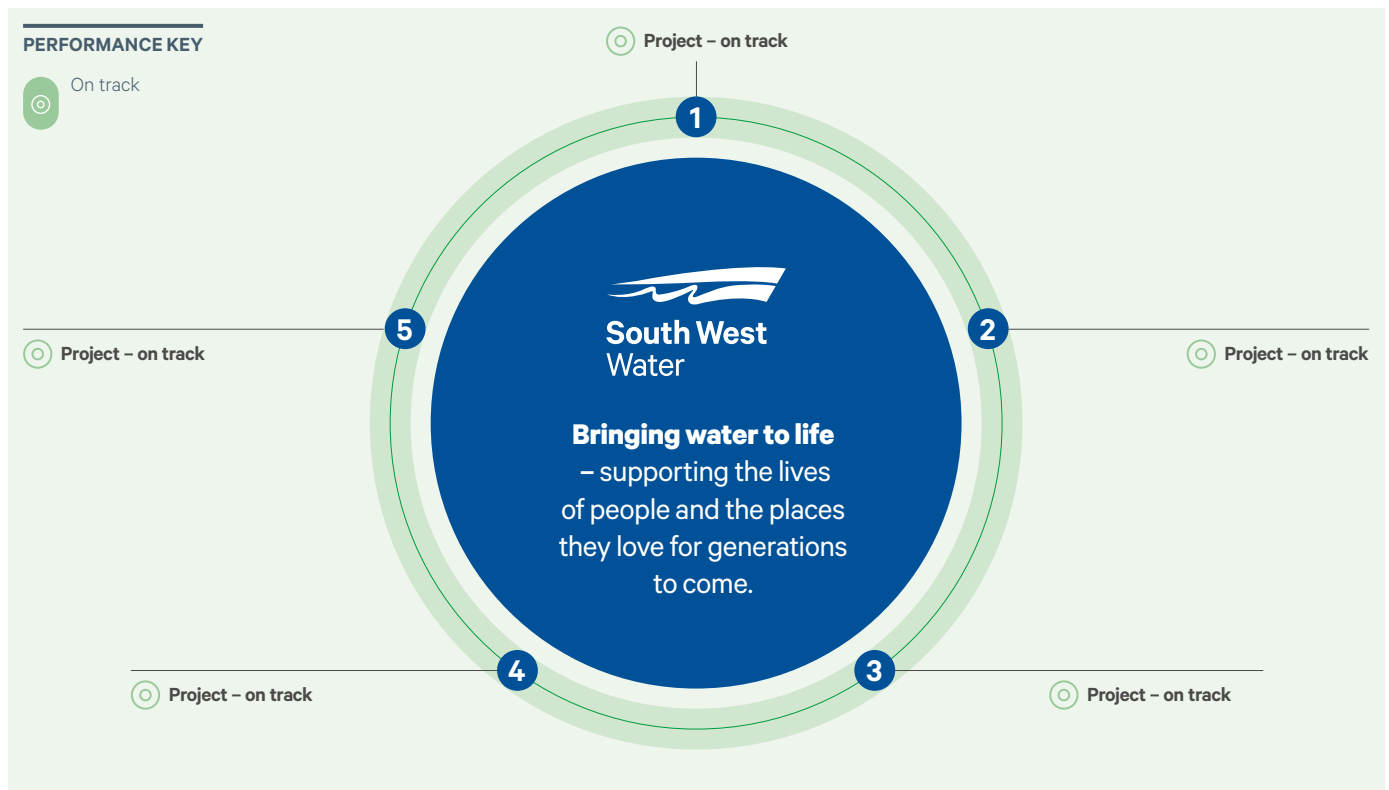 PERFORMANCE KEY
On track
Project – on track
1
5
2
Project – on track
Project – on track
South West
Water
Bringing water to life
– supporting the lives
of people and the places
they love for generations
to come.
4
3
Project – on track
Project – on track